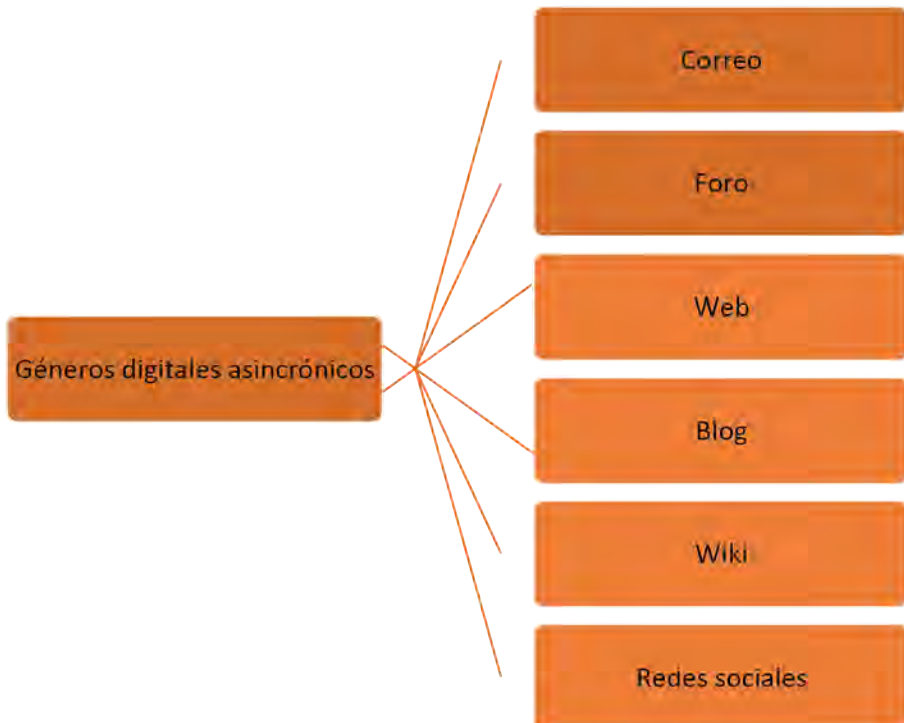 Correo
Foro
Web
Géneros digitales asincrónicos
Blog
Wiki
Redes sociales